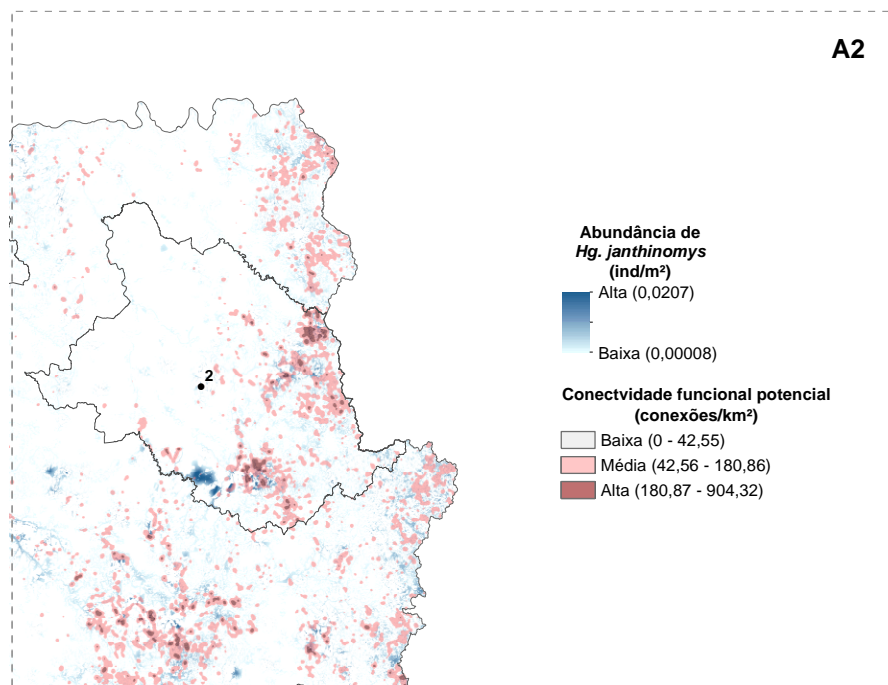 A2
Abundância de
Hg. janthinomys
(ind/m²)
Alta (0,0207)
Baixa (0,00008)
2
Conectvidade funcional potencial
(conexões/km²)
Baixa (0 - 42,55)
Média (42,56 - 180,86)
Alta (180,87 - 904,32)